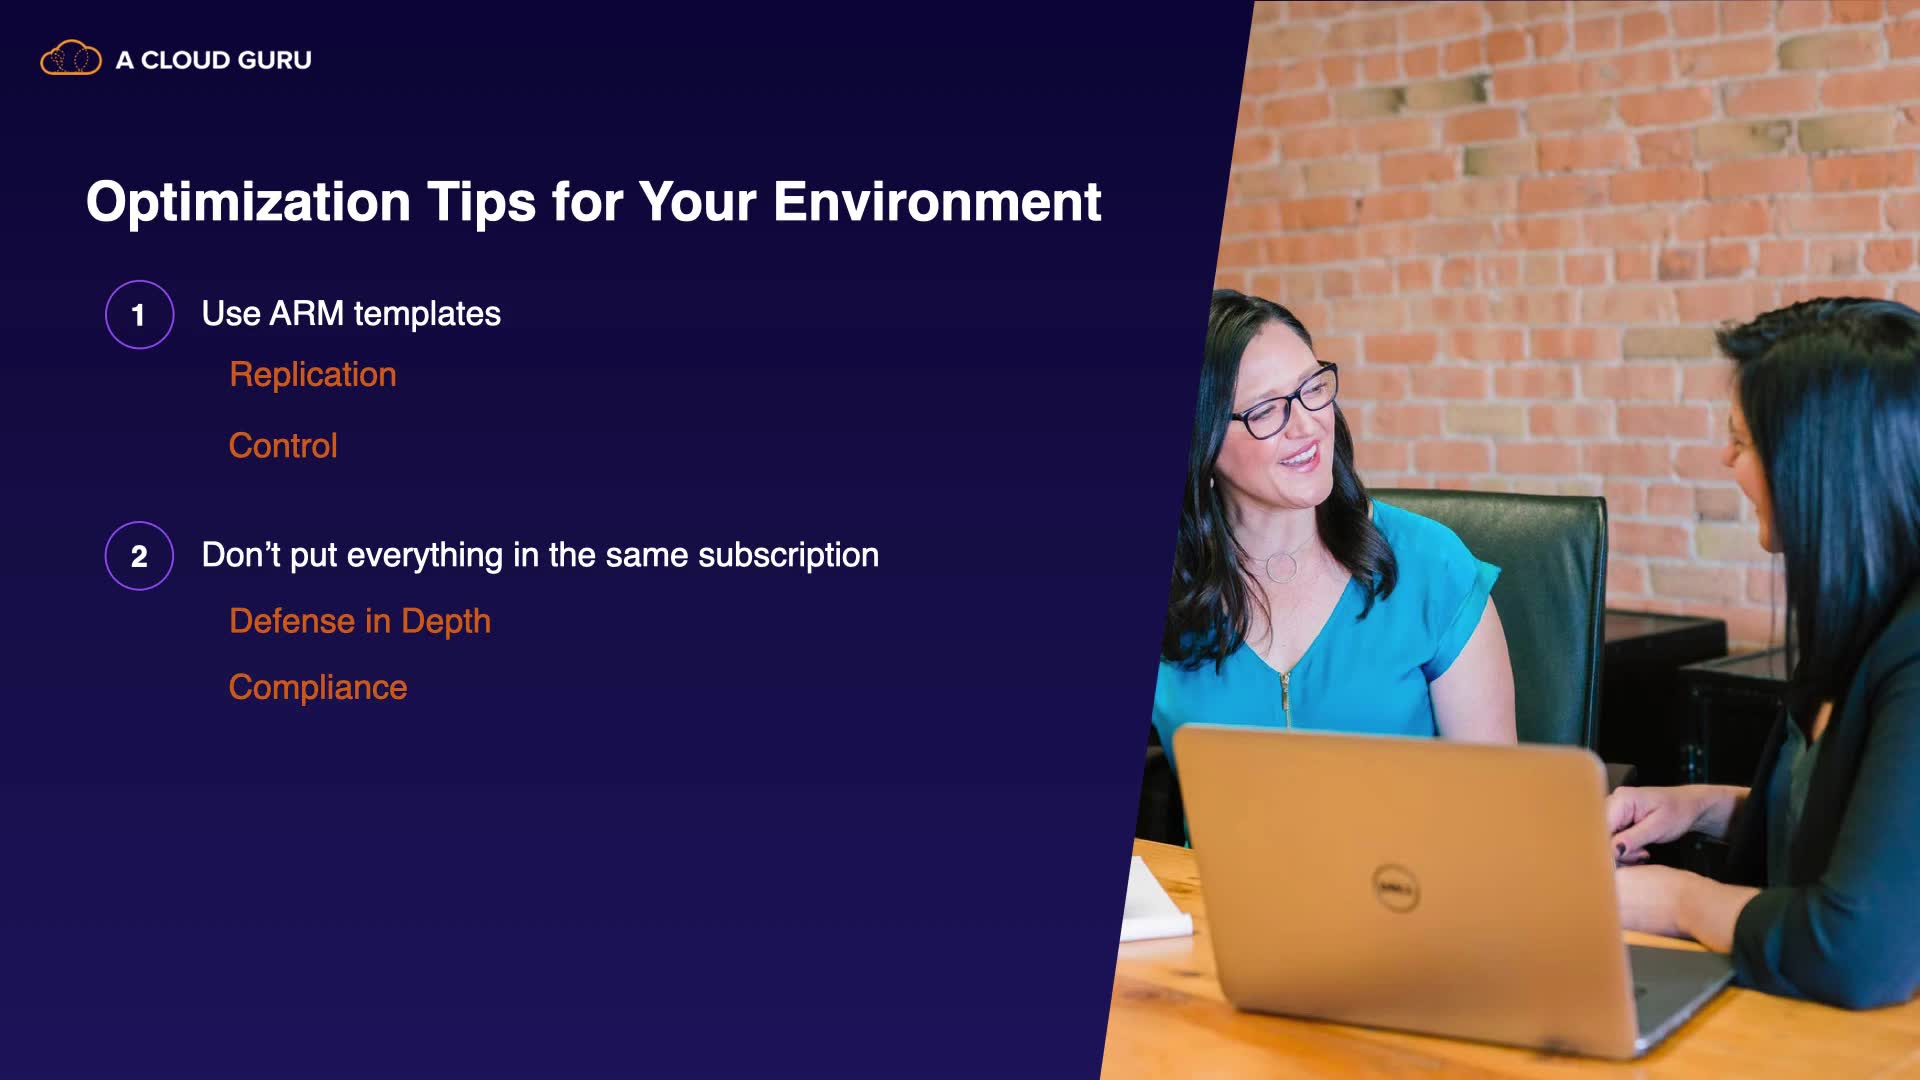 A CLOUD GURU
Optimization Tips for Your Environment
1 Use ARM templates
Replication
Control
2 Don’t put everything in the same subscription
Defense in Depth
Compliance
DELL